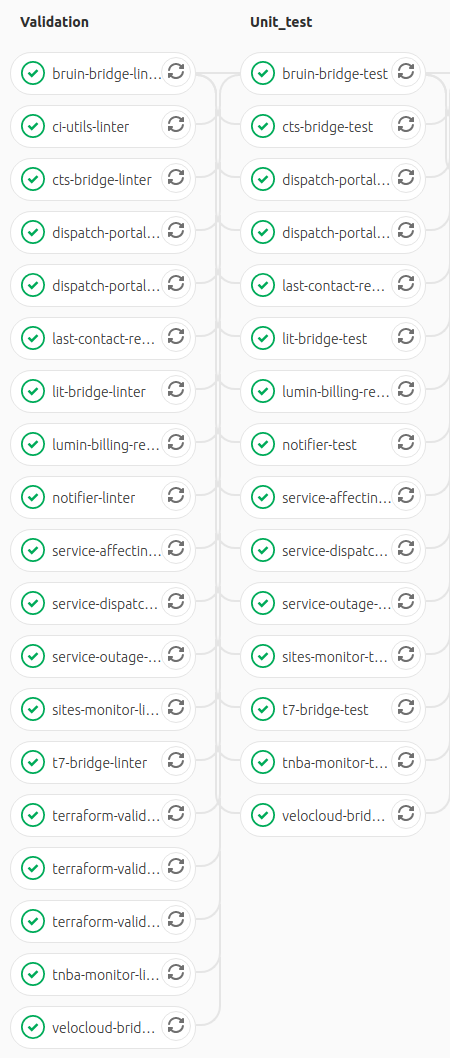 Validation
bruin-bridge-lin…
ci-utils-linter
cts-bridge-linter
dispatch-portal…
dispatch-portal…
last-contact-re…
lit-bridge-linter
lumin-billing-re…
notifier-linter
service-affectin…
service-dispatc…
service-outage-…
sites-monitor-li…
t7-bridge-linter
terraform-valid…
terraform-valid…
terraform-valid…
tnba-monitor-li…
velocloud-brid…
Unit_test
bruin-bridge-test
cts-bridge-test
dispatch-portal…
dispatch-portal…
last-contact-re…
lit-bridge-test
lumin-billing-re…
notifier-test
service-affectin…
service-dispatc…
service-outage-…
sites-monitor-t…
t7-bridge-test
tnba-monitor-t…
velocloud-brid…